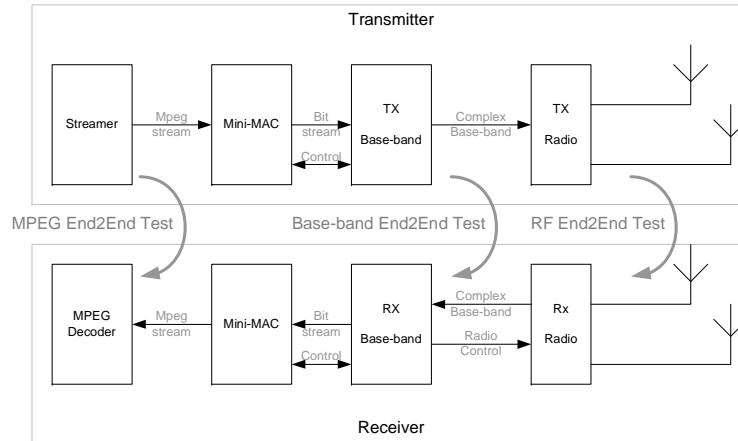 Transmitter
Streamer
Mpeg
stream
Mini-MAC
Bit
stream
Control
TX
Base-band
Complex
Base-band
TX
Radio
MPEG End2End Test
Base-band End2End Test
RF End2End Test
MPEG
Decoder
Mpeg
stream
Mini-MAC
Bit
stream
Control
RX
Base-band
Complex
Base-band
Radio
Control
Rx
Radio
Receiver